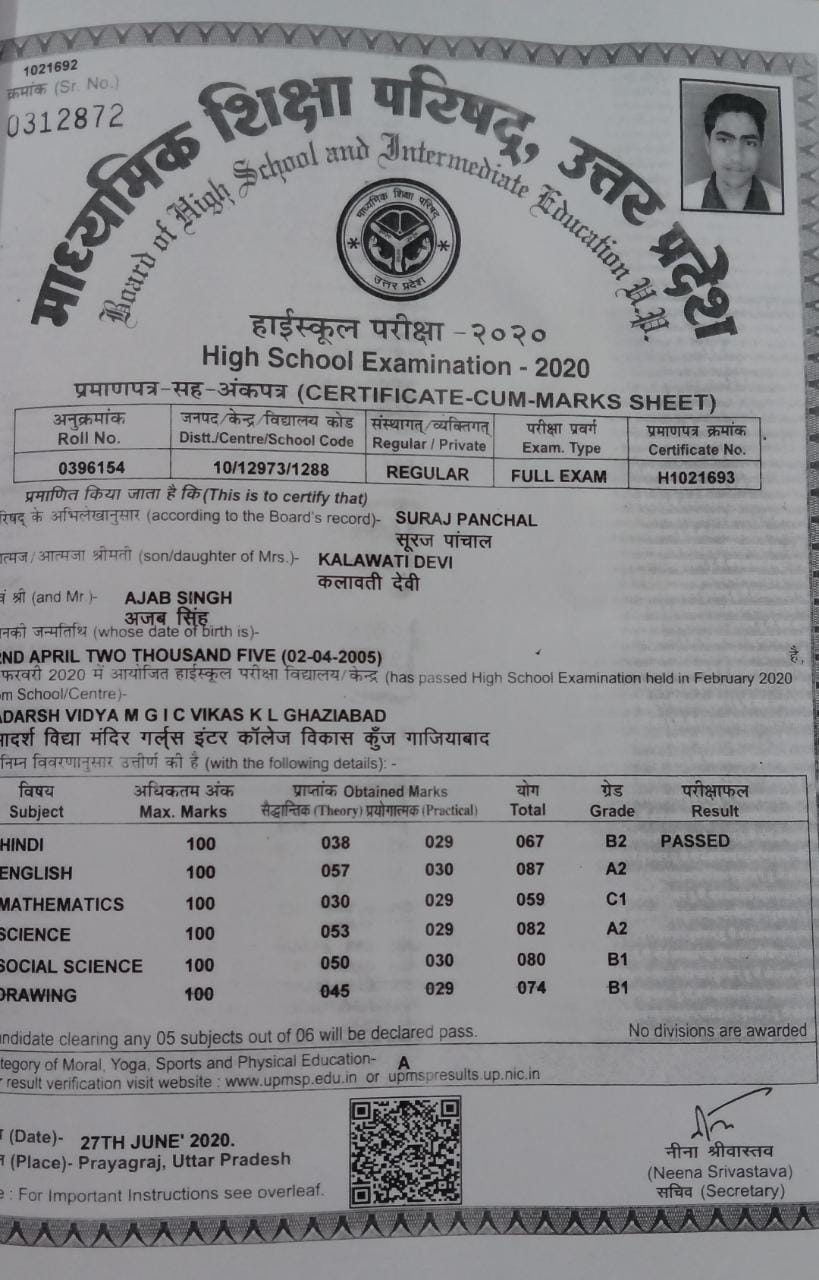 1021692
क्रमांक (Sr. No.)
0312872
माध्यमिक शिक्षा परिषद्, उत्तर प्रदेश
Board of High School and Intermediate Education U.P.
माध्यमिक शिक्षा परिषद्
उत्तर प्रदेश
हाईस्कूल परीक्षा -२०२०
High School Examination - 2020
प्रमाणपत्र-सह-अंकपत्र (CERTIFICATE-CUM-MARKS SHEET)
अनुक्रमांक जनपद/केन्द्र/विद्यालय कोड संस्थागत्/व्यक्तिगत् परीक्षा प्रवर्ग प्रमाणपत्र क्रमांक
Roll No. Distt./Centre/School Code Regular / Private Exam. Type Certificate No.
0396154 10/12973/1288 REGULAR FULL EXAM H1021693
प्रमाणित किया जाता है कि(This is to certify that)
रिषद् के अभिलेखानुसार (according to the Board's record)- SURAJ PANCHAL
सूरज पांचाल
त्मज/आत्मजा श्रीमती (son/daughter of Mrs.)- KALAWATI DEVI
कलावती देवी
वं श्री (and Mr.)- AJAB SINGH
अजब सिंह
नकी जन्मतिथि (whose date of birth is)-
2ND APRIL TWO THOUSAND FIVE (02-04-2005) है,
फरवरी 2020 में आयोजित हाईस्कूल परीक्षा विद्यालय/केन्द्र (has passed High School Examination held in February 2020
om School/Centre)-
ADARSH VIDYA M G I C VIKAS K L GHAZIABAD
आदर्श विद्या मंदिर गर्ल्स इंटर कॉलेज विकास कुँज गाजियाबाद
निम्न विवरणानुसार उत्तीर्ण की है (with the following details): -
विषय अधिकतम अंक प्राप्तांक Obtained Marks योग ग्रेड परीक्षाफल
Subject Max. Marks सैद्धान्तिक (Theory) प्रयोगात्मक (Practical) Total Grade Result
HINDI 100 038 029 067 B2 PASSED
ENGLISH 100 057 030 087 A2
MATHEMATICS 100 030 029 059 C1
SCIENCE 100 053 029 082 A2
SOCIAL SCIENCE 100 050 030 080 B1
DRAWING 100 045 029 074 B1
andidate clearing any 05 subjects out of 06 will be declared pass. No divisions are awarded
tegory of Moral, Yoga, Sports and Physical Education- A
r result verification visit website : www.upmsp.edu.in or upmspresults.up.nic.in
(Date)- 27TH JUNE' 2020.
(Place)- Prayagraj, Uttar Pradesh
e : For Important Instructions see overleaf.
नीना श्रीवास्तव
(Neena Srivastava)
सचिव (Secretary)